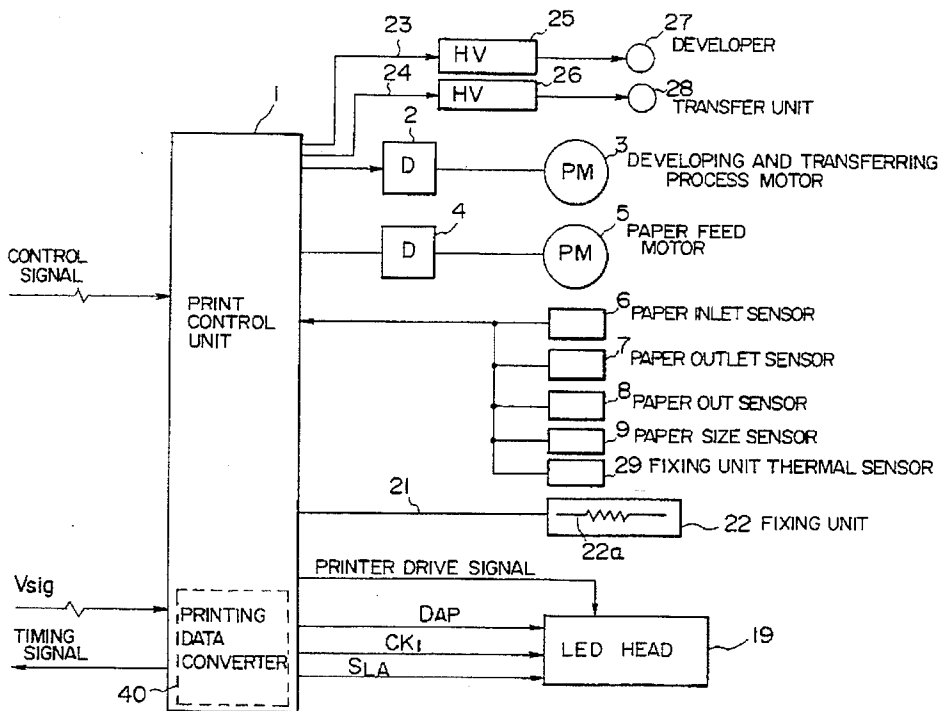 23
25
HV
27
DEVELOPER
24
26
HV
28
TRANSFER UNIT
1
2
D
3
PM
DEVELOPING AND TRANSFERRING
PROCESS MOTOR
4
D
5
PM
PAPER FEED
MOTOR
CONTROL
SIGNAL
PRINT
CONTROL
UNIT
6
PAPER INLET SENSOR
7
PAPER OUTLET SENSOR
8
PAPER OUT SENSOR
9 PAPER SIZE SENSOR
29 FIXING UNIT THERMAL SENSOR
21
22a
22 FIXING UNIT
PRINTER DRIVE SIGNAL
Vsig
TIMING
SIGNAL
PRINTING
DATA
CONVERTER
40
DAP
CK1
SLA
LED HEAD
19